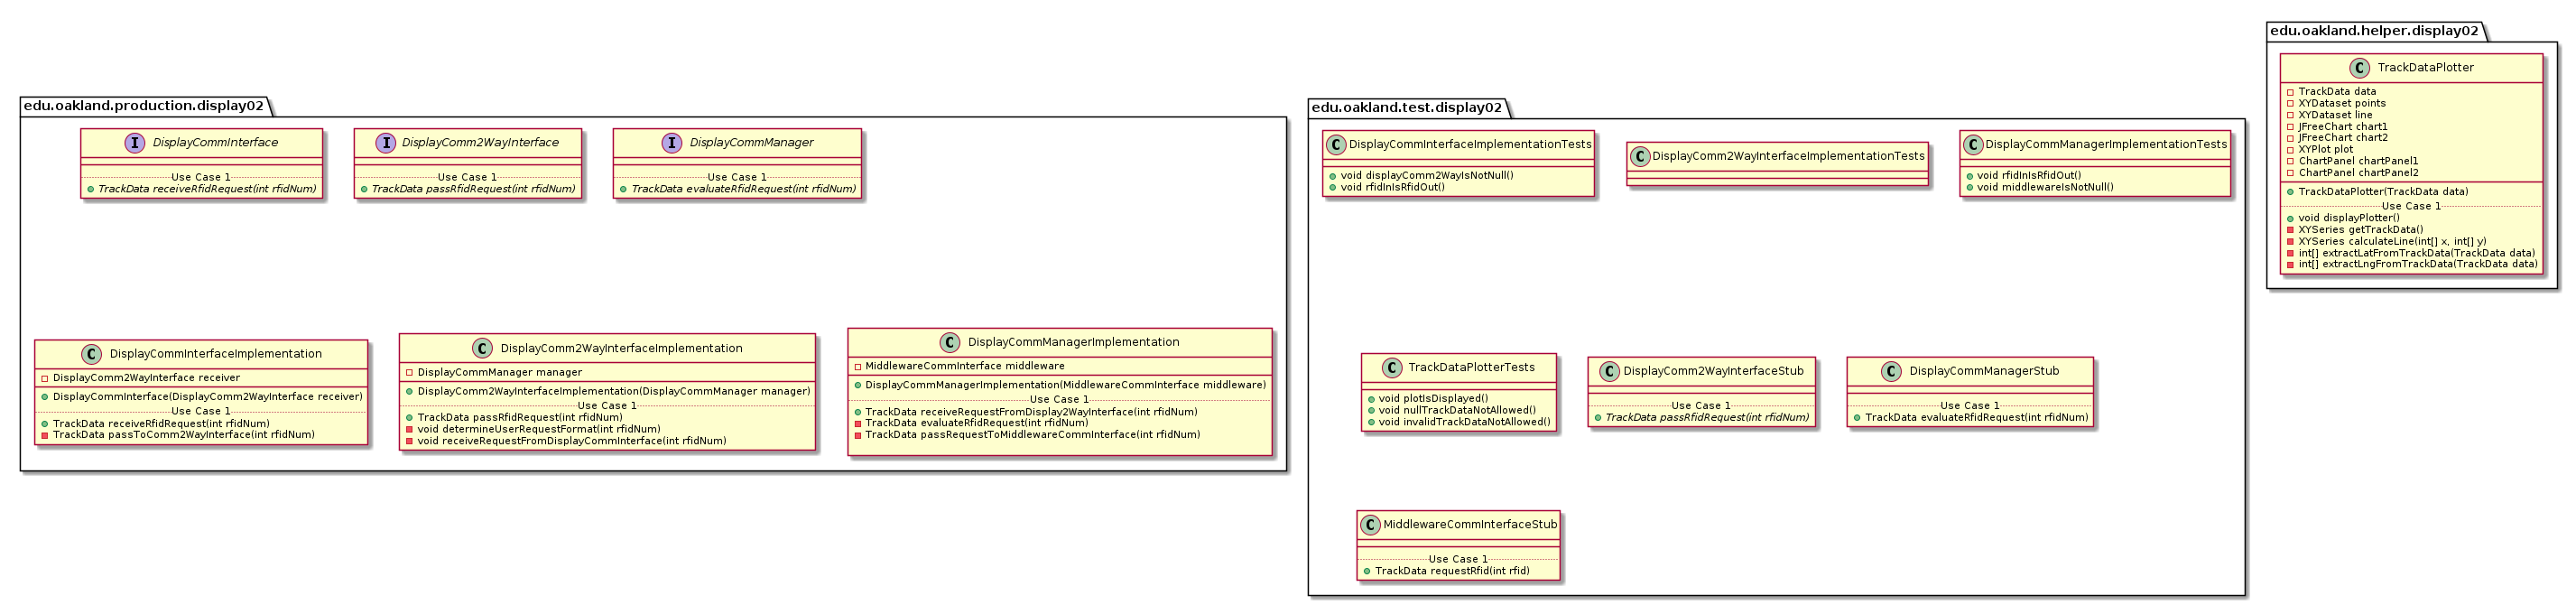 edu.oakland.production.display02
I DisplayCommInterface
Use Case 1
TrackData receiveRfidRequest(int rfidNum)
I DisplayComm2WayInterface
Use Case 1
TrackData passRfidRequest(int rfidNum)
I DisplayCommManager
Use Case 1
TrackData evaluateRfidRequest(int rfidNum)
C DisplayCommInterfaceImplementation
DisplayComm2WayInterface receiver
DisplayCommInterface(DisplayComm2WayInterface receiver)
Use Case 1
TrackData receiveRfidRequest(int rfidNum)
TrackData passToComm2WayInterface(int rfidNum)
C DisplayComm2WayInterfaceImplementation
DisplayCommManager manager
DisplayComm2WayInterfaceImplementation(DisplayCommManager manager)
Use Case 1
TrackData passRfidRequest(int rfidNum)
void determineUserRequestFormat(int rfidNum)
void receiveRequestFromDisplayCommInterface(int rfidNum)
C DisplayCommManagerImplementation
MiddlewareCommInterface middleware
DisplayCommManagerImplementation(MiddlewareCommInterface middleware)
Use Case 1
TrackData receiveRequestFromDisplay2WayInterface(int rfidNum)
TrackData evaluateRfidRequest(int rfidNum)
TrackData passRequestToMiddlewareCommInterface(int rfidNum)
edu.oakland.test.display02
C DisplayCommInterfaceImplementationTests
void displayComm2WayIsNotNull()
void rfidInIsRfidOut()
C DisplayComm2WayInterfaceImplementationTests
C DisplayCommManagerImplementationTests
void rfidInIsRfidOut()
void middlewareIsNotNull()
C TrackDataPlotterTests
void plotIsDisplayed()
void nullTrackDataNotAllowed()
void invalidTrackDataNotAllowed()
C DisplayComm2WayInterfaceStub
Use Case 1
TrackData passRfidRequest(int rfidNum)
C DisplayCommManagerStub
Use Case 1
TrackData evaluateRfidRequest(int rfidNum)
C MiddlewareCommInterfaceStub
Use Case 1
TrackData requestRfid(int rfid)
edu.oakland.helper.display02
C TrackDataPlotter
TrackData data
XYDataset points
XYDataset line
JFreeChart chart1
JFreeChart chart2
XYPlot plot
ChartPanel chartPanel1
ChartPanel chartPanel2
TrackDataPlotter(TrackData data)
Use Case 1
void displayPlotter()
XYSeries getTrackData()
XYSeries calculateLine(int[] x, int[] y)
int[] extractLatFromTrackData(TrackData data)
int[] extractLngFromTrackData(TrackData data)